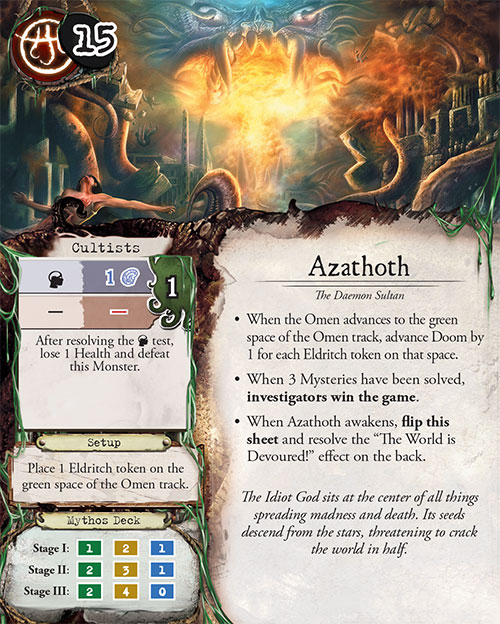 15
Cultists
1
1
— —
After resolving the test,
lose 1 Health and defeat
this Monster.
Setup
Place 1 Eldritch token on the
green space of the Omen track.
Mythos Deck
Stage I: 1 2 1
Stage II: 2 3 1
Stage III: 2 4 0
Azathoth
The Daemon Sultan
• When the Omen advances to the green
space of the Omen track, advance Doom by
1 for each Eldritch token on that space.
• When 3 Mysteries have been solved,
investigators win the game.
• When Azathoth awakens, flip this
sheet and resolve the “The World is
Devoured!” effect on the back.
The Idiot God sits at the center of all things
spreading madness and death. Its seeds
descend from the stars, threatening to crack
the world in half.